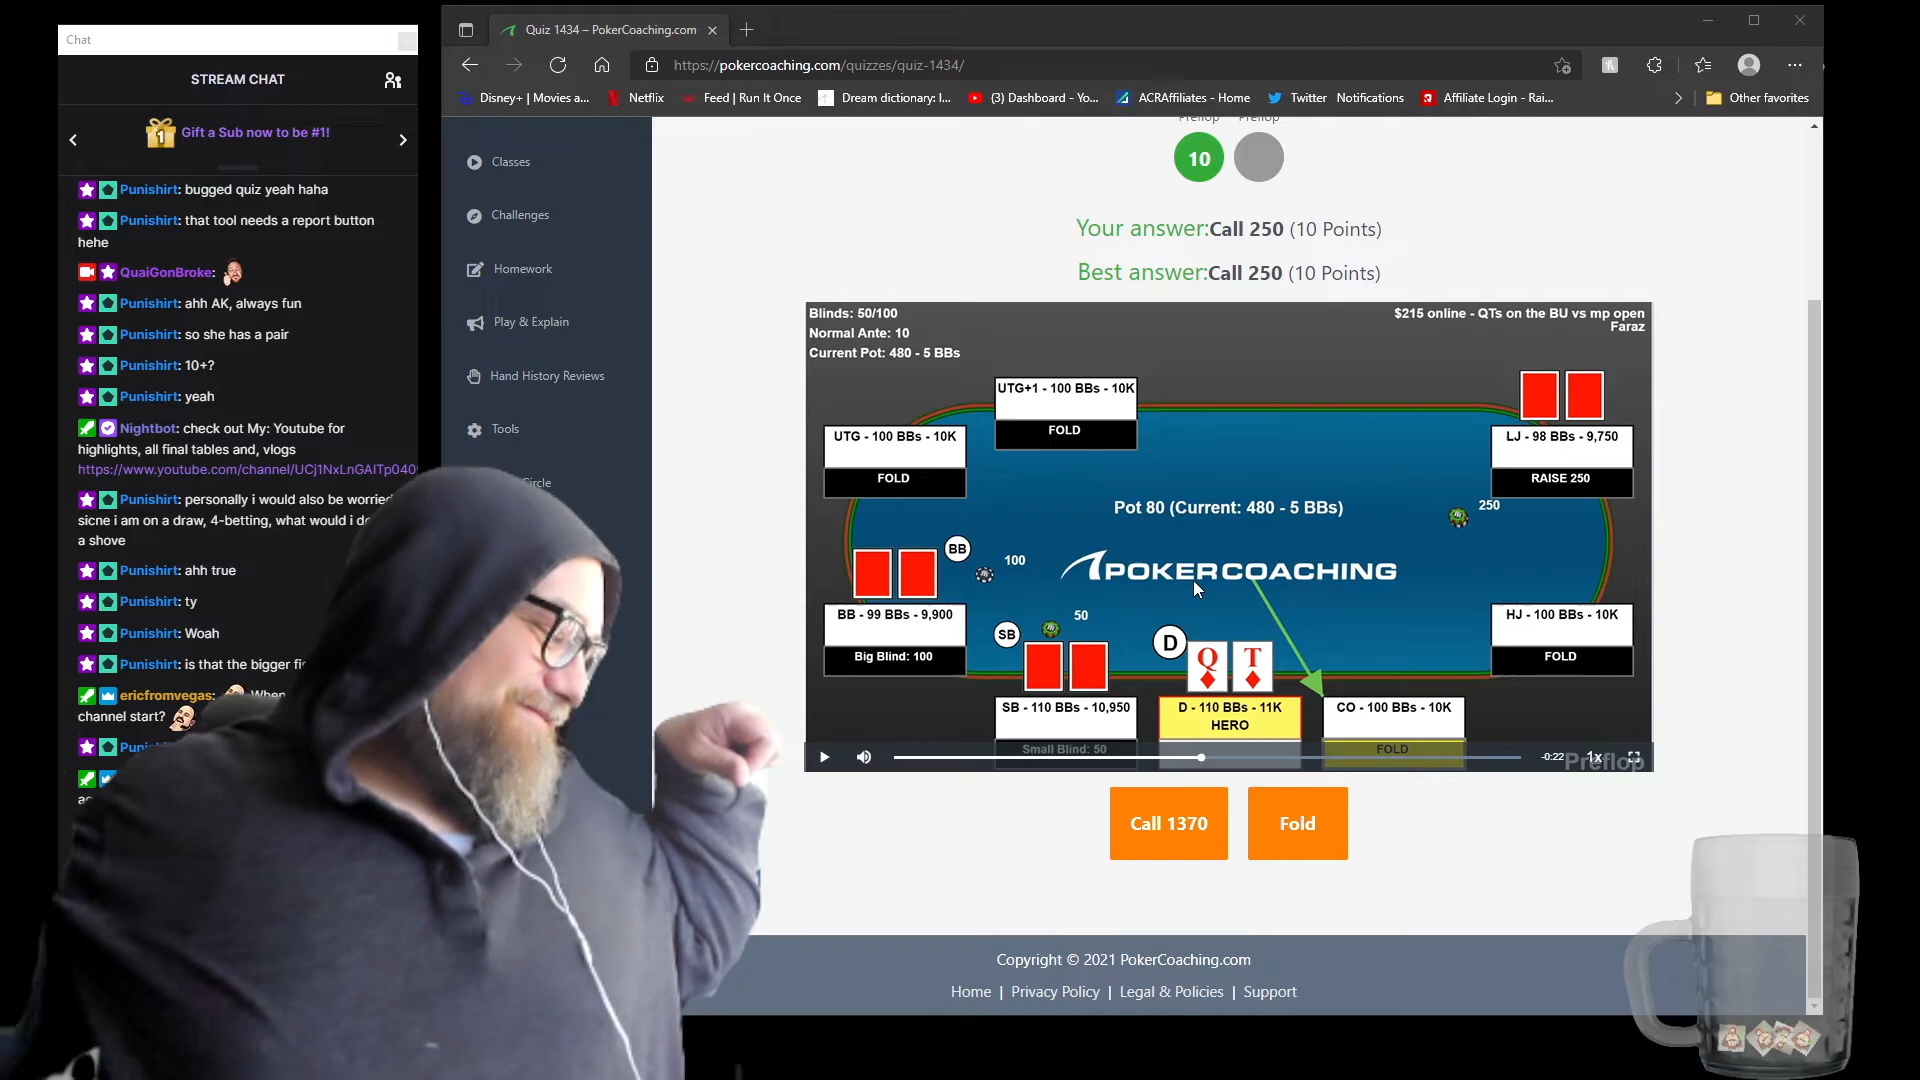 Chat
STREAM CHAT
1 Gift a Sub now to be #1!
Punishirt: bugged quiz yeah haha
Punishirt: that tool needs a report button
hehe
QuaiGonBroke:
Punishirt: ahh AK, always fun
Punishirt: so she has a pair
Punishirt: 10+?
Punishirt: yeah
Nightbot: check out My: Youtube for
highlights, all final tables and, vlogs
https://www.youtube.com/channel/UCj1NxLnGAITp040
Punishirt: personally i would also be worried
sicne i am on a draw, 4-betting, what would i do
a shove
Punishirt: ahh true
Punishirt: ty
Punishirt: Woah
Punishirt: is that the bigger
ericfromvegas: When
channel start?
Quiz 1434 – PokerCoaching.com
https://pokercoaching.com/quizzes/quiz-1434/
Disney+ | Movies a... Netflix Feed | Run It Once Dream dictionary: I... (3) Dashboard - Yo... ACRAffiliates - Home Twitter Notifications Affiliate Login - Rai... Other favorites
Classes
Challenges
Homework
Play & Explain
Hand History Reviews
Tools
Circle
Preflop Preflop
10
Your answer:Call 250 (10 Points)
Best answer:Call 250 (10 Points)
Blinds: 50/100
Normal Ante: 10
Current Pot: 480 - 5 BBs
$215 online - QTs on the BU vs mp open
Faraz
UTG+1 - 100 BBs - 10K
FOLD
UTG - 100 BBs - 10K
FOLD
LJ - 98 BBs - 9,750
RAISE 250
250
Pot 80 (Current: 480 - 5 BBs)
POKERCOACHING
BB
100
BB - 99 BBs - 9,900
Big Blind: 100
HJ - 100 BBs - 10K
FOLD
SB
50
SB - 110 BBs - 10,950
Small Blind: 50
D
Q T
D - 110 BBs - 11K
HERO
CO - 100 BBs - 10K
FOLD
-0:22 1x
Preflop
Call 1370
Fold
Copyright © 2021 PokerCoaching.com
Home | Privacy Policy | Legal & Policies | Support